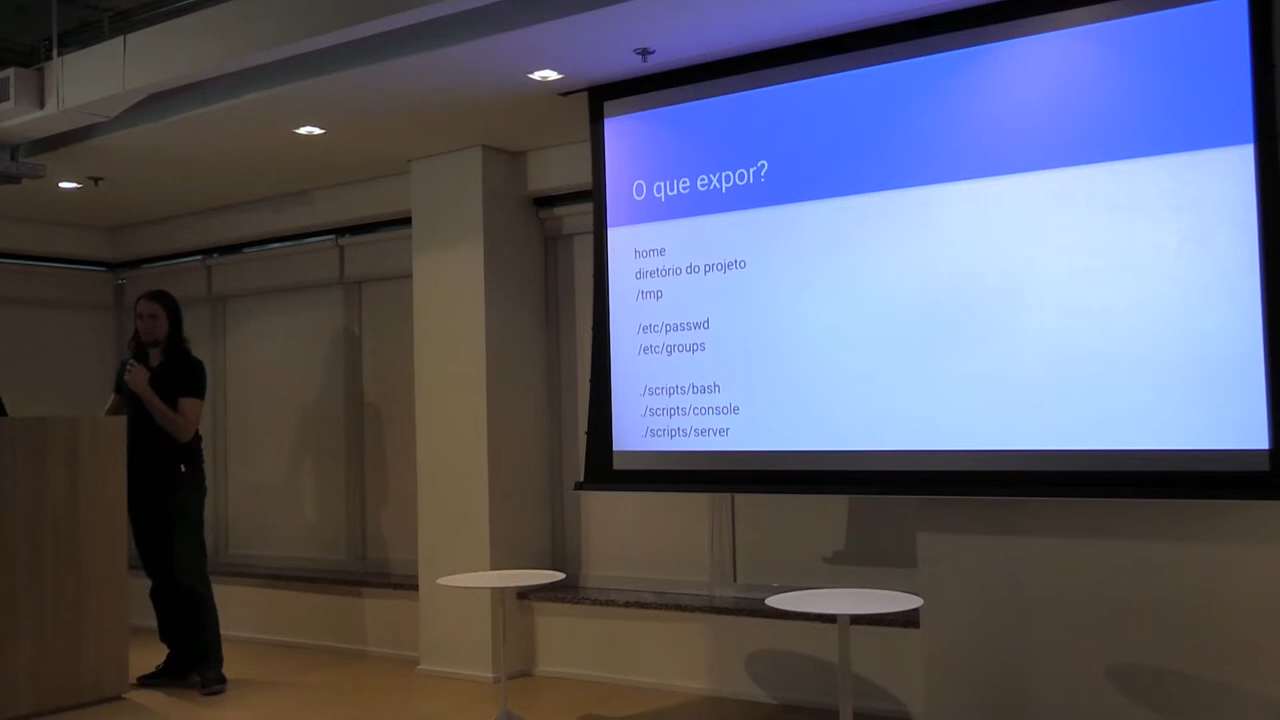 O que expor?
home
diretório do projeto
/tmp
/etc/passwd
/etc/groups
./scripts/bash
./scripts/console
./scripts/server